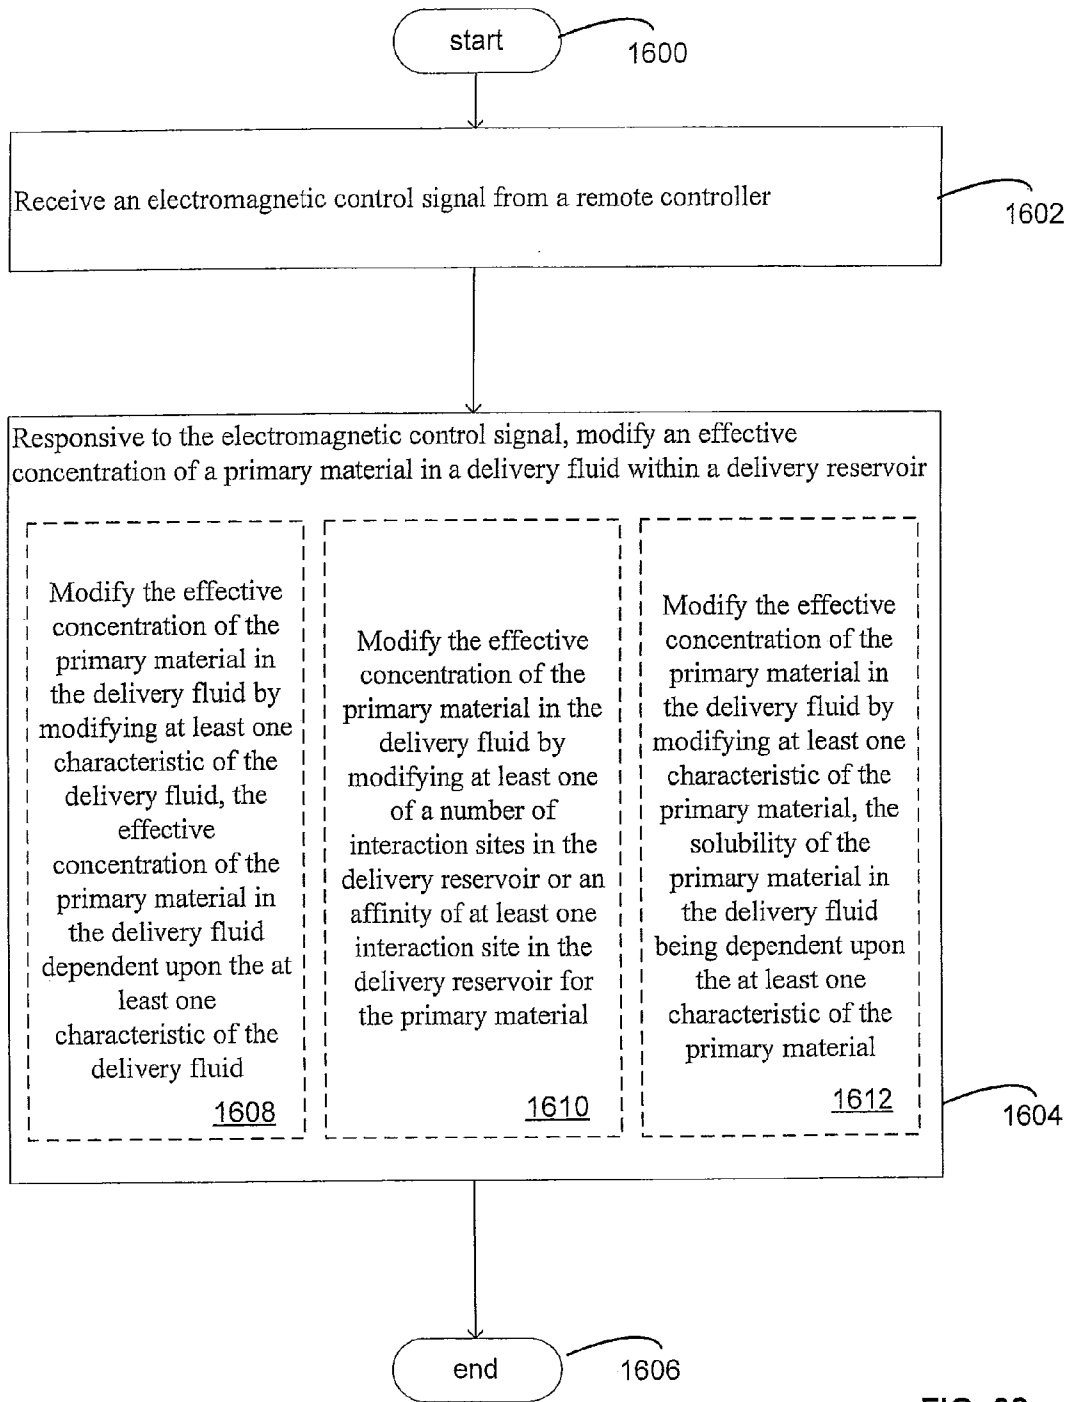 start
1600
Receive an electromagnetic control signal from a remote controller
1602
Responsive to the electromagnetic control signal, modify an effective
concentration of a primary material in a delivery fluid within a delivery reservoir
Modify the effective
concentration of the
primary material in
the delivery fluid by
modifying at least one
characteristic of the
delivery fluid, the
effective
concentration of the
primary material in
the delivery fluid
dependent upon the at
least one
characteristic of the
delivery fluid
1608
Modify the effective
concentration of the
primary material in the
delivery fluid by
modifying at least one
of a number of
interaction sites in the
delivery reservoir or an
affinity of at least one
interaction site in the
delivery reservoir for
the primary material
1610
Modify the effective
concentration of the
primary material in
the delivery fluid by
modifying at least one
characteristic of the
primary material, the
solubility of the
primary material in
the delivery fluid
being dependent upon
the at least one
characteristic of the
primary material
1612
1604
end
1606